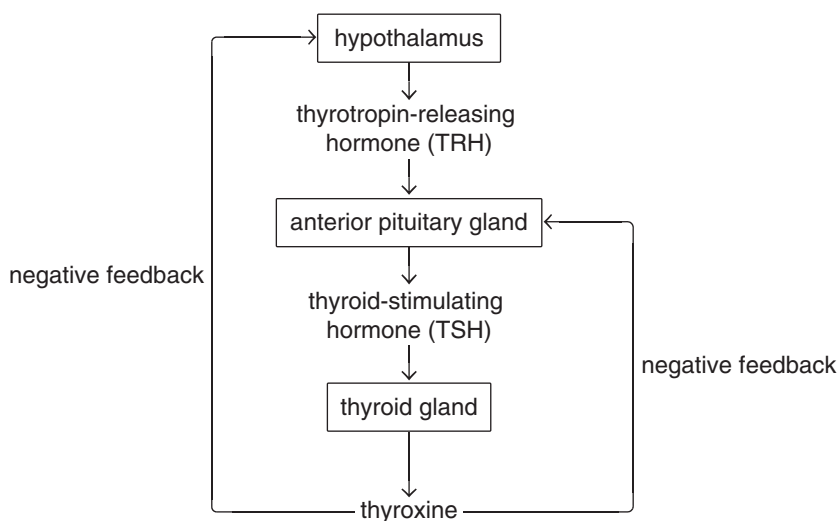 hypothalamus
thyrotropin-releasing
hormone (TRH)
anterior pituitary gland
negative feedback
thyroid-stimulating
hormone (TSH)
negative feedback
thyroid gland
thyroxine